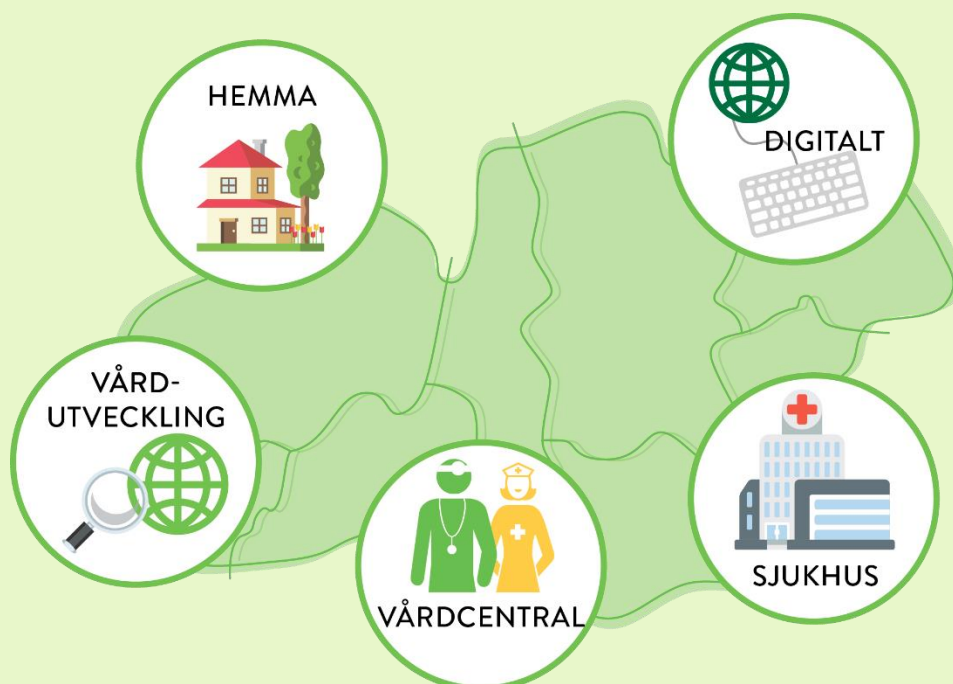 HEMMA
DIGITALT
VÅRD-
UTVECKLING
VÅRDCENTRAL
SJUKHUS